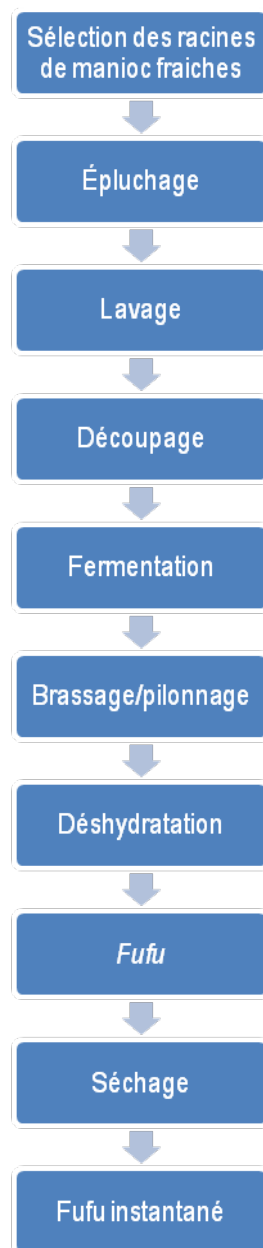 Sélection des racines
de manioc fraiches
Épluchage
Lavage
Découpage
Fermentation
Brassage/pilonnage
Déshydratation
Fufu
Séchage
Fufu instantané